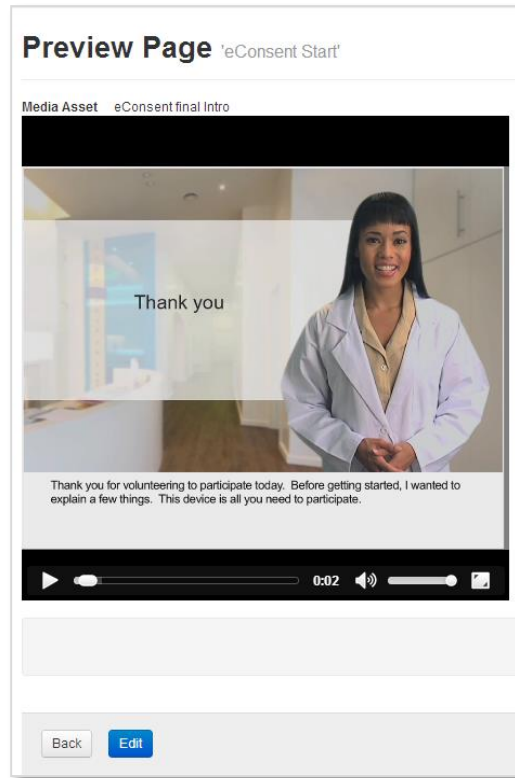 Preview Page 'eConsent Start'
Media Asset eConsent final Intro
Thank you
Thank you for volunteering to participate today. Before getting started, I wanted to
explain a few things. This device is all you need to participate.
0:02
Back Edit